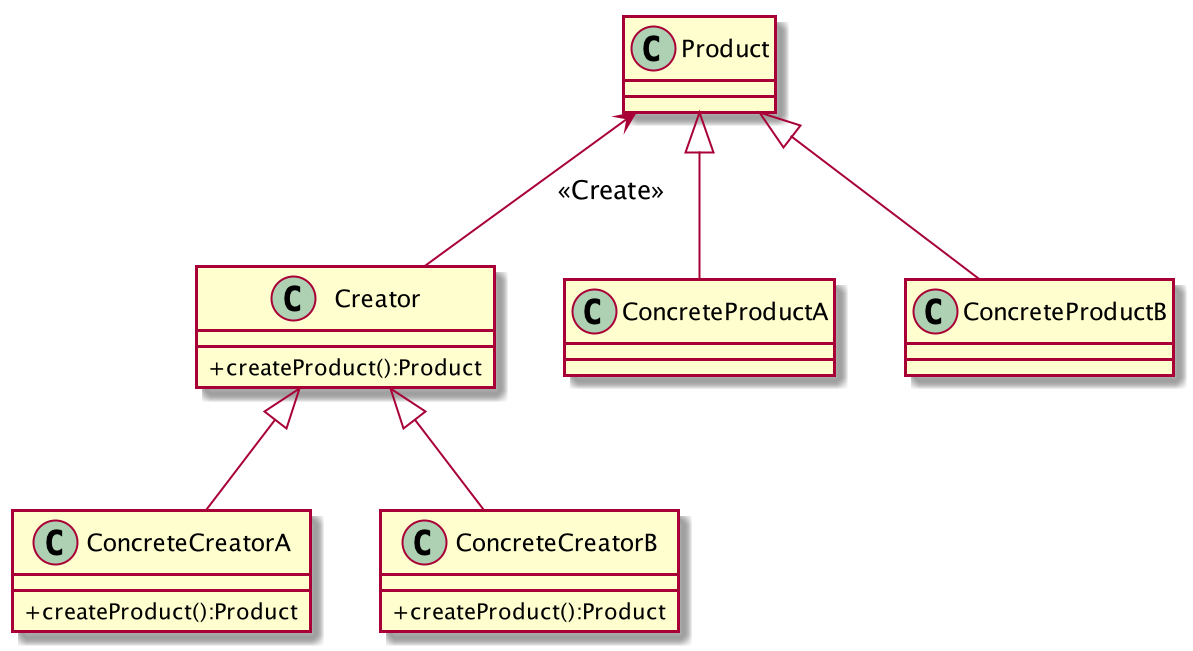 C Product
«Create»
C Creator
+createProduct():Product
C ConcreteProductA
C ConcreteProductB
C ConcreteCreatorA
+createProduct():Product
C ConcreteCreatorB
+createProduct():Product